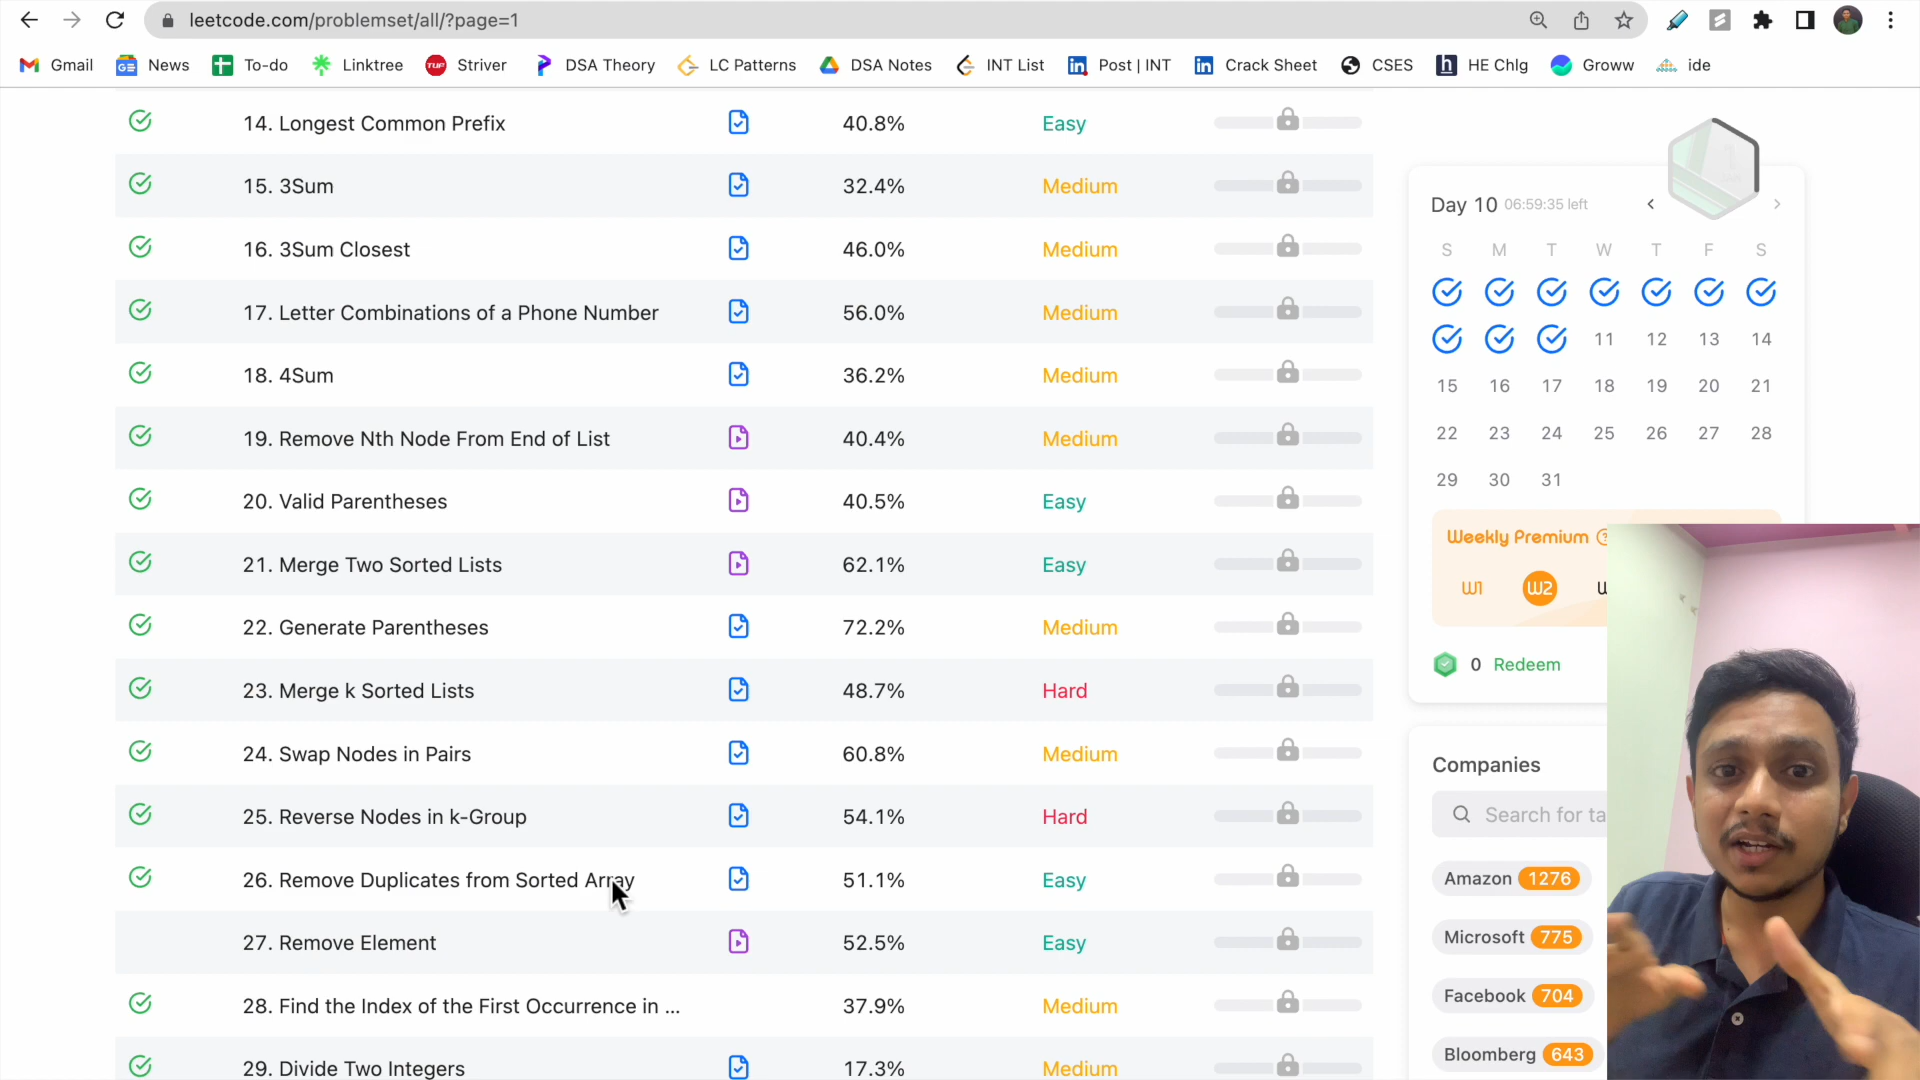 leetcode.com/problemset/all/?page=1
Gmail News To-do Linktree TUF Striver DSA Theory LC Patterns DSA Notes INT List Post | INT Crack Sheet CSES h HE Chlg Groww ide
14. Longest Common Prefix 40.8% Easy
15. 3Sum 32.4% Medium
16. 3Sum Closest 46.0% Medium
17. Letter Combinations of a Phone Number 56.0% Medium
18. 4Sum 36.2% Medium
19. Remove Nth Node From End of List 40.4% Medium
20. Valid Parentheses 40.5% Easy
21. Merge Two Sorted Lists 62.1% Easy
22. Generate Parentheses 72.2% Medium
23. Merge k Sorted Lists 48.7% Hard
24. Swap Nodes in Pairs 60.8% Medium
25. Reverse Nodes in k-Group 54.1% Hard
26. Remove Duplicates from Sorted Array 51.1% Easy
27. Remove Element 52.5% Easy
28. Find the Index of the First Occurrence in ... 37.9% Medium
29. Divide Two Integers 17.3% Medium
Day 10 06:59:35 left
S M T W T F S
11 12 13 14
15 16 17 18 19 20 21
22 23 24 25 26 27 28
29 30 31
Weekly Premium ?
W1 W2 W
0 Redeem
Companies
Search for ta
Amazon 1276
Microsoft 775
Facebook 704
Bloomberg 643